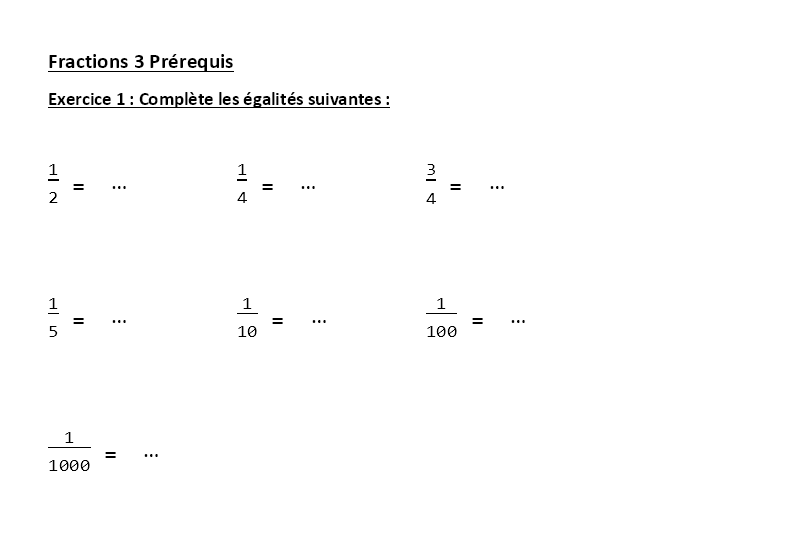 Fractions 3 Prérequis
Exercice 1 : Complète les égalités suivantes :
1/2 = ... 1/4 = ... 3/4 = ...
1/5 = ... 1/10 = ... 1/100 = ...
1/1000 = ...